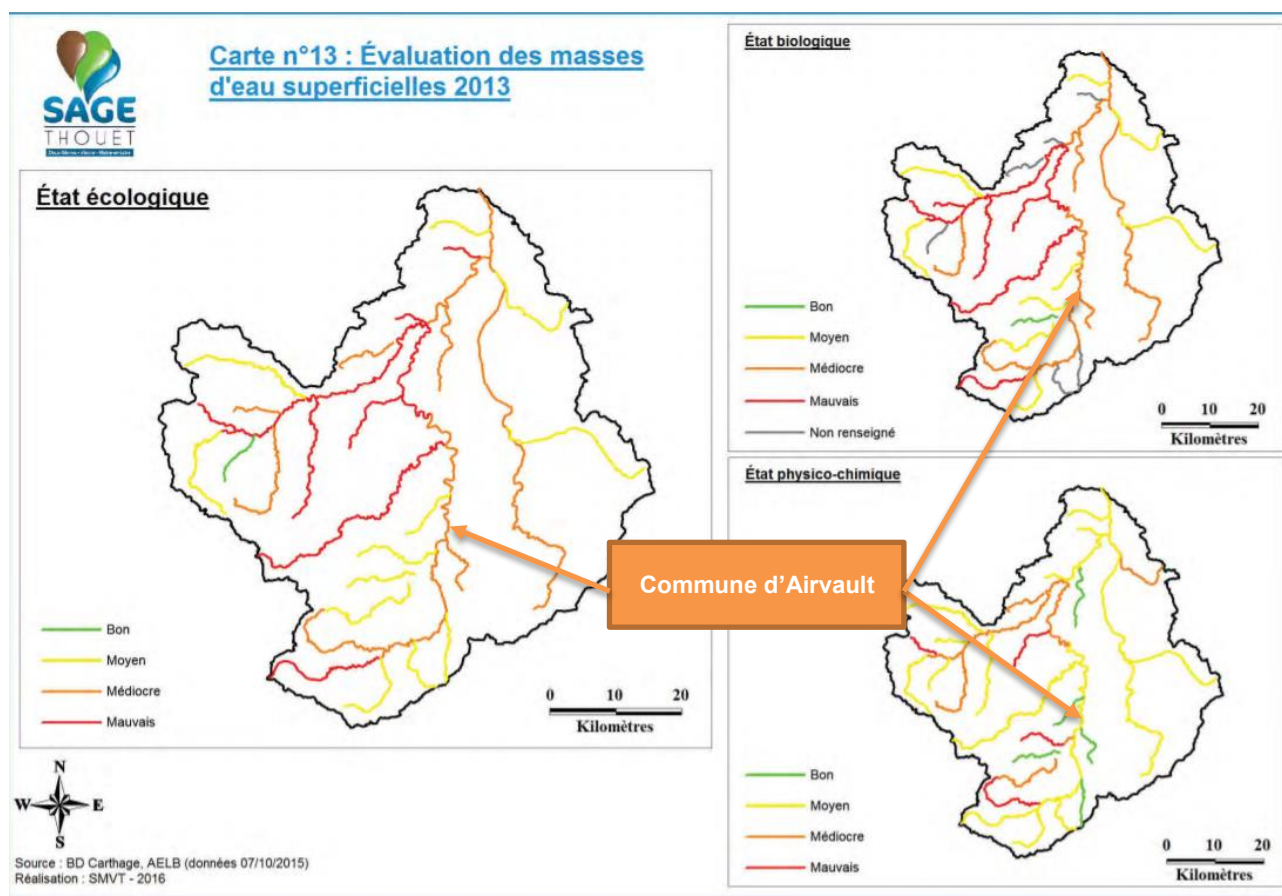 SAGE
THOUET
Carte n°13 : Évaluation des masses
d'eau superficielles 2013
État écologique
Bon
Moyen
Médiocre
Mauvais
0 10 20
Kilomètres
N
W E
S
Source : BD Carthage, AELB (données 07/10/2015)
Réalisation : SMVT - 2016
État biologique
Bon
Moyen
Médiocre
Mauvais
Non renseigné
0 10 20
Kilomètres
Commune d’Airvault
État physico-chimique
Bon
Moyen
Médiocre
Mauvais
0 10 20
Kilomètres